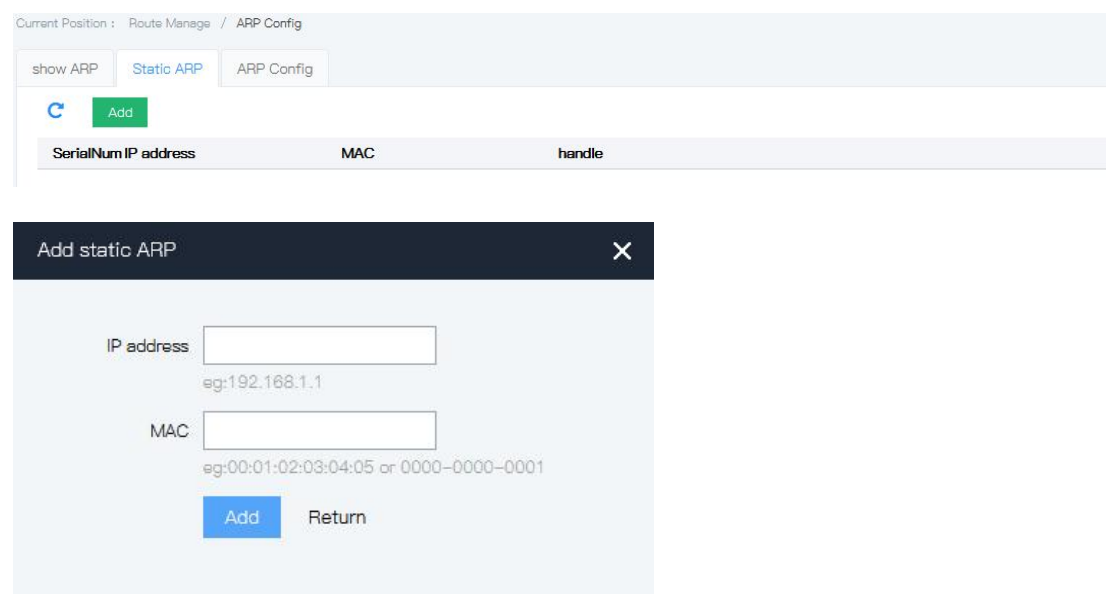 Current Position : Route Manage / ARP Config
show ARP Static ARP ARP Config
Add
SerialNum IP address MAC handle
Add static ARP
IP address
eg:192.168.1.1
MAC
eg:00:01:02:03:04:05 or 0000-0000-0001
Add Return